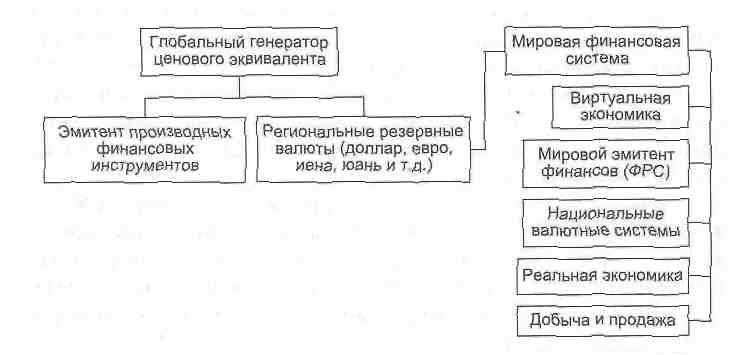 Глобальный генератор
ценового эквивалента
Эмитент производных
финансовых
инструментов
Региональные резервные
валюты (доллар, евро,
иена, юань и т.д.)
Мировая финансовая
система
Виртуальная
экономика
Мировой эмитент
финансов (ФРС)
Национальные
валютные системы
Реальная экономика
Добыча и продажа